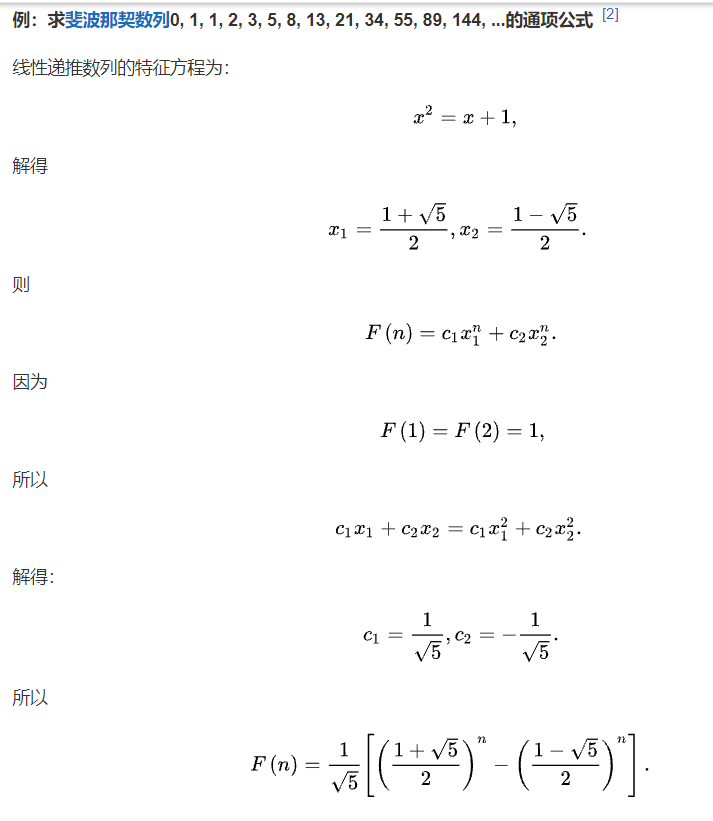 例：求斐波那契数列0, 1, 1, 2, 3, 5, 8, 13, 21, 34, 55, 89, 144, ...的通项公式 [2]
线性递推数列的特征方程为：
$x^2 = x + 1,$
解得
$x_1 = \frac{1+\sqrt{5}}{2}, x_2 = \frac{1-\sqrt{5}}{2}.$
则
$F(n) = c_1 x_1^n + c_2 x_2^n.$
因为
$F(1) = F(2) = 1,$
所以
$c_1 x_1 + c_2 x_2 = c_1 x_1^2 + c_2 x_2^2.$
解得：
$c_1 = \frac{1}{\sqrt{5}}, c_2 = -\frac{1}{\sqrt{5}}.$
所以
$F(n) = \frac{1}{\sqrt{5}} \left[ \left( \frac{1+\sqrt{5}}{2} \right)^n - \left( \frac{1-\sqrt{5}}{2} \right)^n \right].$